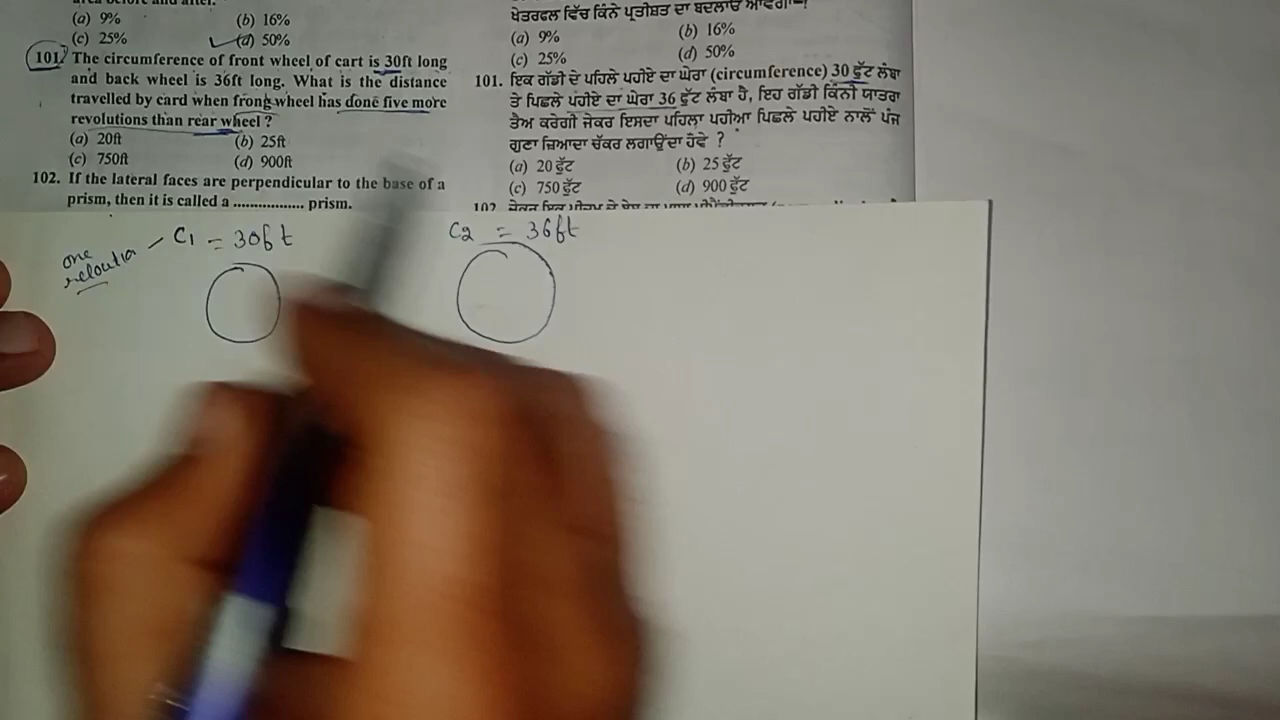 (a) 9% (b) 16%
(c) 25% (d) 50%
101. The circumference of front wheel of cart is 30ft long
and back wheel is 36ft long. What is the distance
travelled by card when frong wheel has done five more
revolutions than rear wheel ?
(a) 20ft (b) 25ft
(c) 750ft (d) 900ft
102. If the lateral faces are perpendicular to the base of a
prism, then it is called a ................. prism.
ਖੇਤਰਫਲ ਵਿੱਚ ਕਿੰਨੇ ਪ੍ਰਤੀਸ਼ਤ ਦਾ ਬਦਲਾਓ
(a) 9% (b) 16%
(c) 25% (d) 50%
101. ਇਕ ਗੱਡੀ ਦੇ ਪਹਿਲੇ ਪਹੀਏ ਦਾ ਘੇਰਾ (circumference) 30 ਫੁੱਟ ਲੰਬਾ
ਤੇ ਪਿਛਲੇ ਪਹੀਏ ਦਾ ਘੇਰਾ 36 ਫੁੱਟ ਲੰਬਾ ਹੈ, ਇਹ ਗੱਡੀ ਕਿੰਨੀ ਯਾਤਰਾ
ਤੈਅ ਕਰੇਗੀ ਜੇਕਰ ਇਸਦਾ ਪਹਿਲਾ ਪਹੀਆ ਪਿਛਲੇ ਪਹੀਏ ਨਾਲੋਂ ਪੰਜ
ਗੁਣਾ ਜ਼ਿਆਦਾ ਚੱਕਰ ਲਗਾਉਂਦਾ ਹੋਵੇ ?
(a) 20 ਫੁੱਟ (b) 25 ਫੁੱਟ
(c) 750 ਫੁੱਟ (d) 900 ਫੁੱਟ
one – C1 = 30ft C2 = 36ft